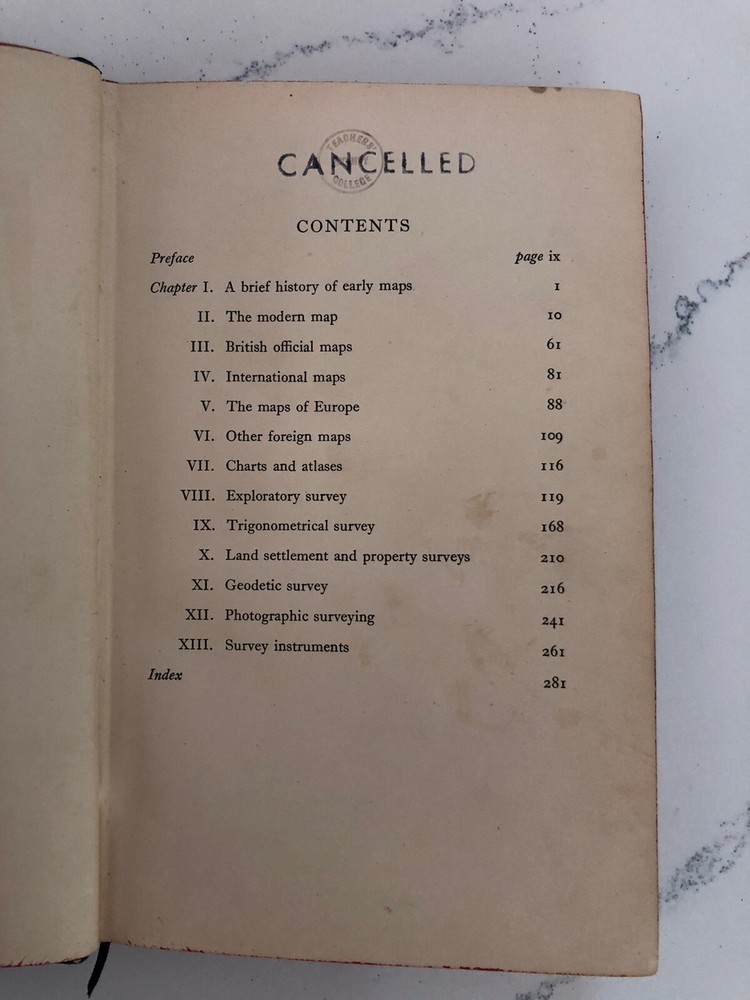 TEACHERS'
COLLEGE
CANCELLED
CONTENTS
Preface page ix
Chapter I. A brief history of early maps 1
II. The modern map 10
III. British official maps 61
IV. International maps 81
V. The maps of Europe 88
VI. Other foreign maps 109
VII. Charts and atlases 116
VIII. Exploratory survey 119
IX. Trigonometrical survey 168
X. Land settlement and property surveys 210
XI. Geodetic survey 216
XII. Photographic surveying 241
XIII. Survey instruments 261
Index 281